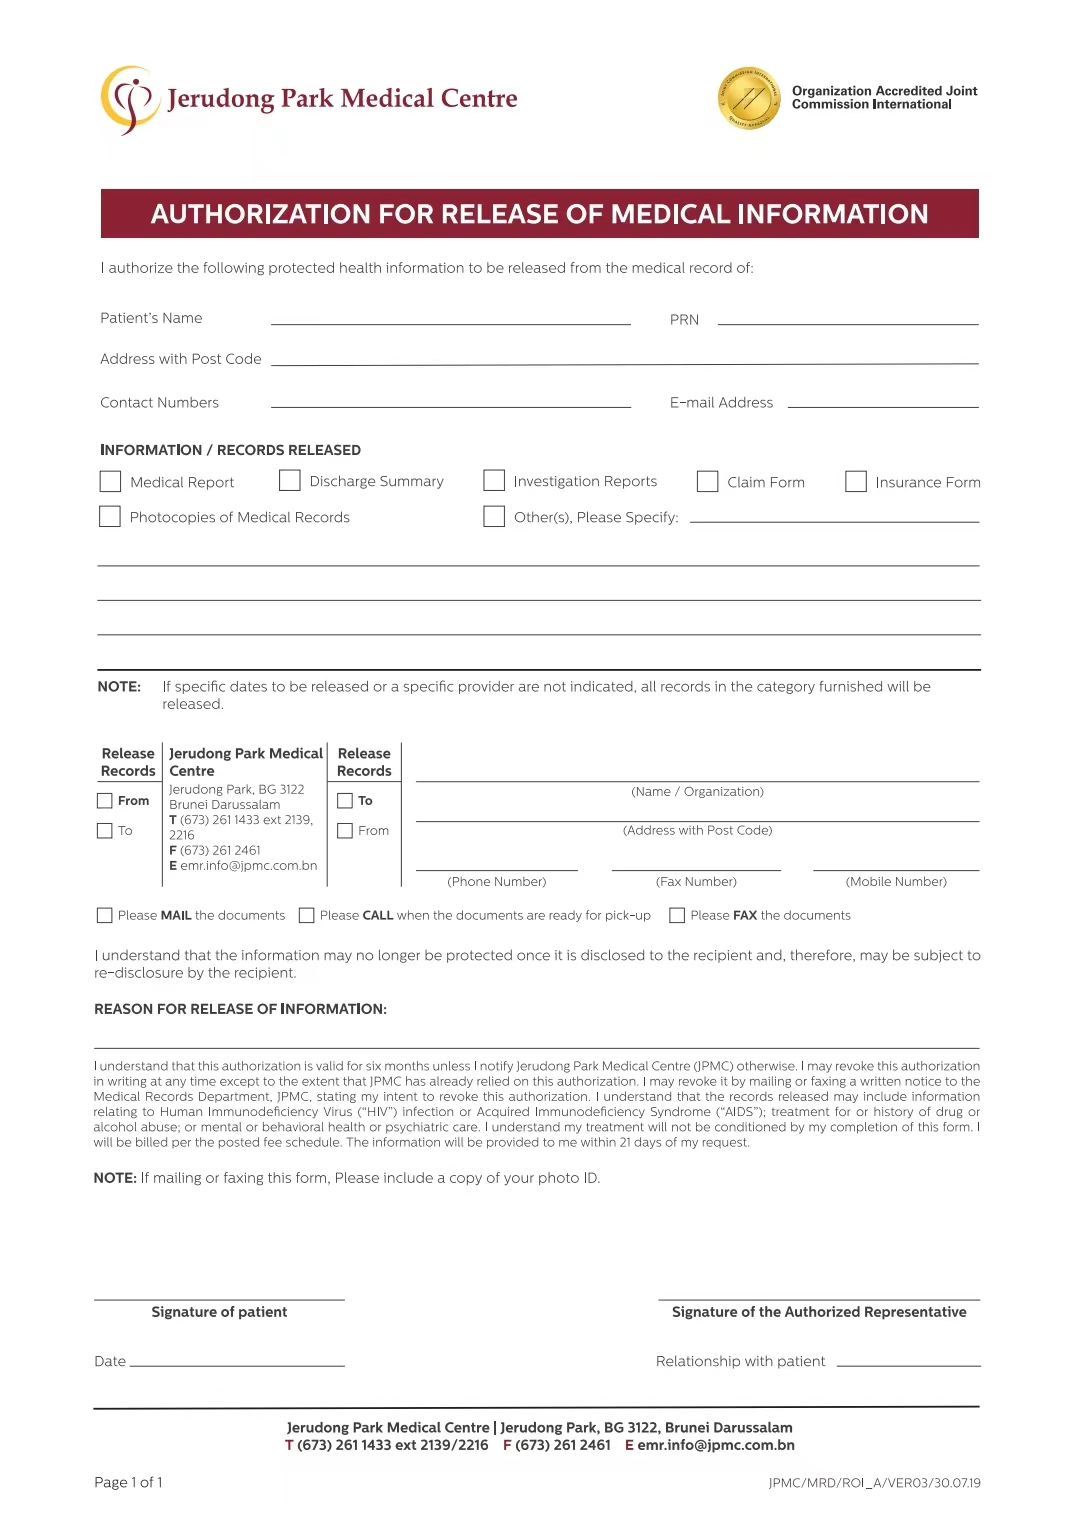 Jerudong Park Medical Centre
Organization Accredited Joint
Commission International
AUTHORIZATION FOR RELEASE OF MEDICAL INFORMATION
I authorize the following protected health information to be released from the medical record of:
Patient's Name PRN
Address with Post Code
Contact Numbers E-mail Address
INFORMATION / RECORDS RELEASED
Medical Report Discharge Summary Investigation Reports Claim Form Insurance Form
Photocopies of Medical Records Other(s), Please Specify:
NOTE: If specific dates to be released or a specific provider are not indicated, all records in the category furnished will be
released.
Release
Records
From
To
Jerudong Park Medical
Centre
Jerudong Park, BG 3122
Brunei Darussalam
T (673) 261 1433 ext 2139,
2216
F (673) 261 2461
E emr.info@jpmc.com.bn
Release
Records
To
From
(Name / Organization)
(Address with Post Code)
(Phone Number) (Fax Number) (Mobile Number)
Please MAIL the documents Please CALL when the documents are ready for pick-up Please FAX the documents
I understand that the information may no longer be protected once it is disclosed to the recipient and, therefore, may be subject to
re-disclosure by the recipient.
REASON FOR RELEASE OF INFORMATION:
I understand that this authorization is valid for six months unless I notify Jerudong Park Medical Centre (JPMC) otherwise. I may revoke this authorization
in writing at any time except to the extent that JPMC has already relied on this authorization. I may revoke it by mailing or faxing a written notice to the
Medical Records Department, JPMC, stating my intent to revoke this authorization. I understand that the records released may include information
relating to Human Immunodeficiency Virus ("HIV") infection or Acquired Immunodeficiency Syndrome ("AIDS"); treatment for or history of drug or
alcohol abuse; or mental or behavioral health or psychiatric care. I understand my treatment will not be conditioned by my completion of this form. I
will be billed per the posted fee schedule. The information will be provided to me within 21 days of my request.
NOTE: If mailing or faxing this form, Please include a copy of your photo ID.
Signature of patient Signature of the Authorized Representative
Date Relationship with patient
Jerudong Park Medical Centre | Jerudong Park, BG 3122, Brunei Darussalam
T (673) 261 1433 ext 2139/2216 F (673) 261 2461 E emr.info@jpmc.com.bn
Page 1 of 1 JPMC/MRD/ROI_A/VER03/30.07.19